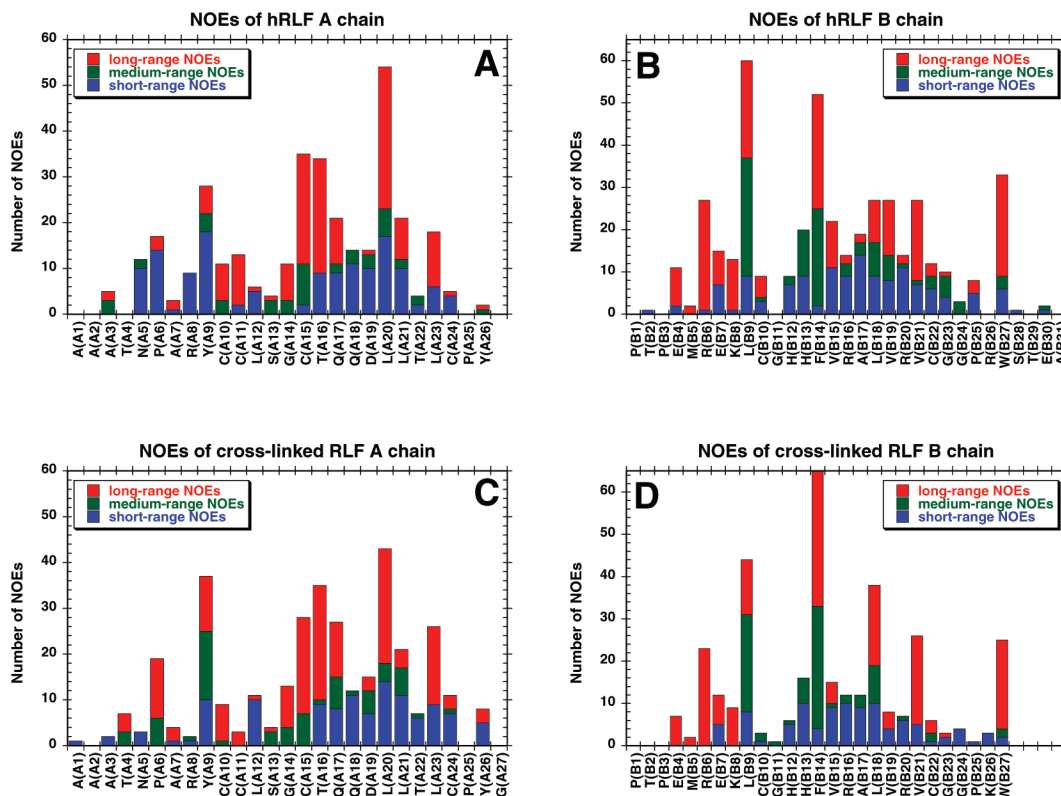 NOEs of hRLF A chain
A
long-range NOEs
medium-range NOEs
short-range NOEs
Number of NOEs
60
50
40
30
20
10
0
A(A1) A(A2) A(A3) T(A4) N(A5) P(A6) A(A7) R(A8) Y(A9) C(A10) C(A11) L(A12) S(A13) G(A14) C(A15) T(A16) Q(A17) Q(A18) D(A19) L(A20) L(A21) T(A22) L(A23) C(A24) P(A25) Y(A26)
NOEs of hRLF B chain
B
long-range NOEs
medium-range NOEs
short-range NOEs
Number of NOEs
60
50
40
30
20
10
0
P(B1) T(B2) P(B3) E(B4) M(B5) R(B6) E(B7) K(B8) L(B9) C(B10) G(B11) H(B12) H(B13) F(B14) V(B15) R(B16) A(B17) L(B18) V(B19) R(B20) V(B21) C(B22) G(B23) G(B24) P(B25) R(B26) W(B27) S(B28) T(B29) E(B30)
NOEs of cross-linked RLF A chain
C
long-range NOEs
medium-range NOEs
short-range NOEs
Number of NOEs
60
50
40
30
20
10
0
A(A1) A(A2) A(A3) T(A4) N(A5) P(A6) A(A7) R(A8) Y(A9) C(A10) C(A11) L(A12) S(A13) G(A14) C(A15) T(A16) Q(A17) Q(A18) D(A19) L(A20) L(A21) T(A22) L(A23) C(A24) P(A25) Y(A26) G(A27)
NOEs of cross-linked RLF B chain
D
long-range NOEs
medium-range NOEs
short-range NOEs
Number of NOEs
60
50
40
30
20
10
0
P(B1) T(B2) P(B3) E(B4) M(B5) R(B6) E(B7) K(B8) L(B9) C(B10) G(B11) H(B12) H(B13) F(B14) V(B15) R(B16) A(B17) L(B18) V(B19) R(B20) V(B21) C(B22) G(B23) G(B24) P(B25) K(B26) W(B27)